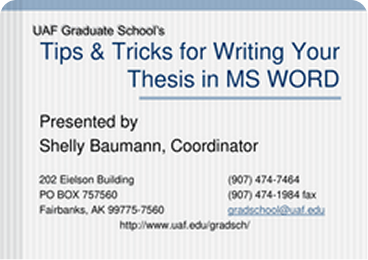 UAF Graduate School's
Tips & Tricks for Writing Your
Thesis in MS WORD
Presented by
Shelly Baumann, Coordinator
202 Eielson Building (907) 474-7464
PO BOX 757560 (907) 474-1984 fax
Fairbanks, AK 99775-7560 gradschool@uaf.edu
http://www.uaf.edu/gradsch/